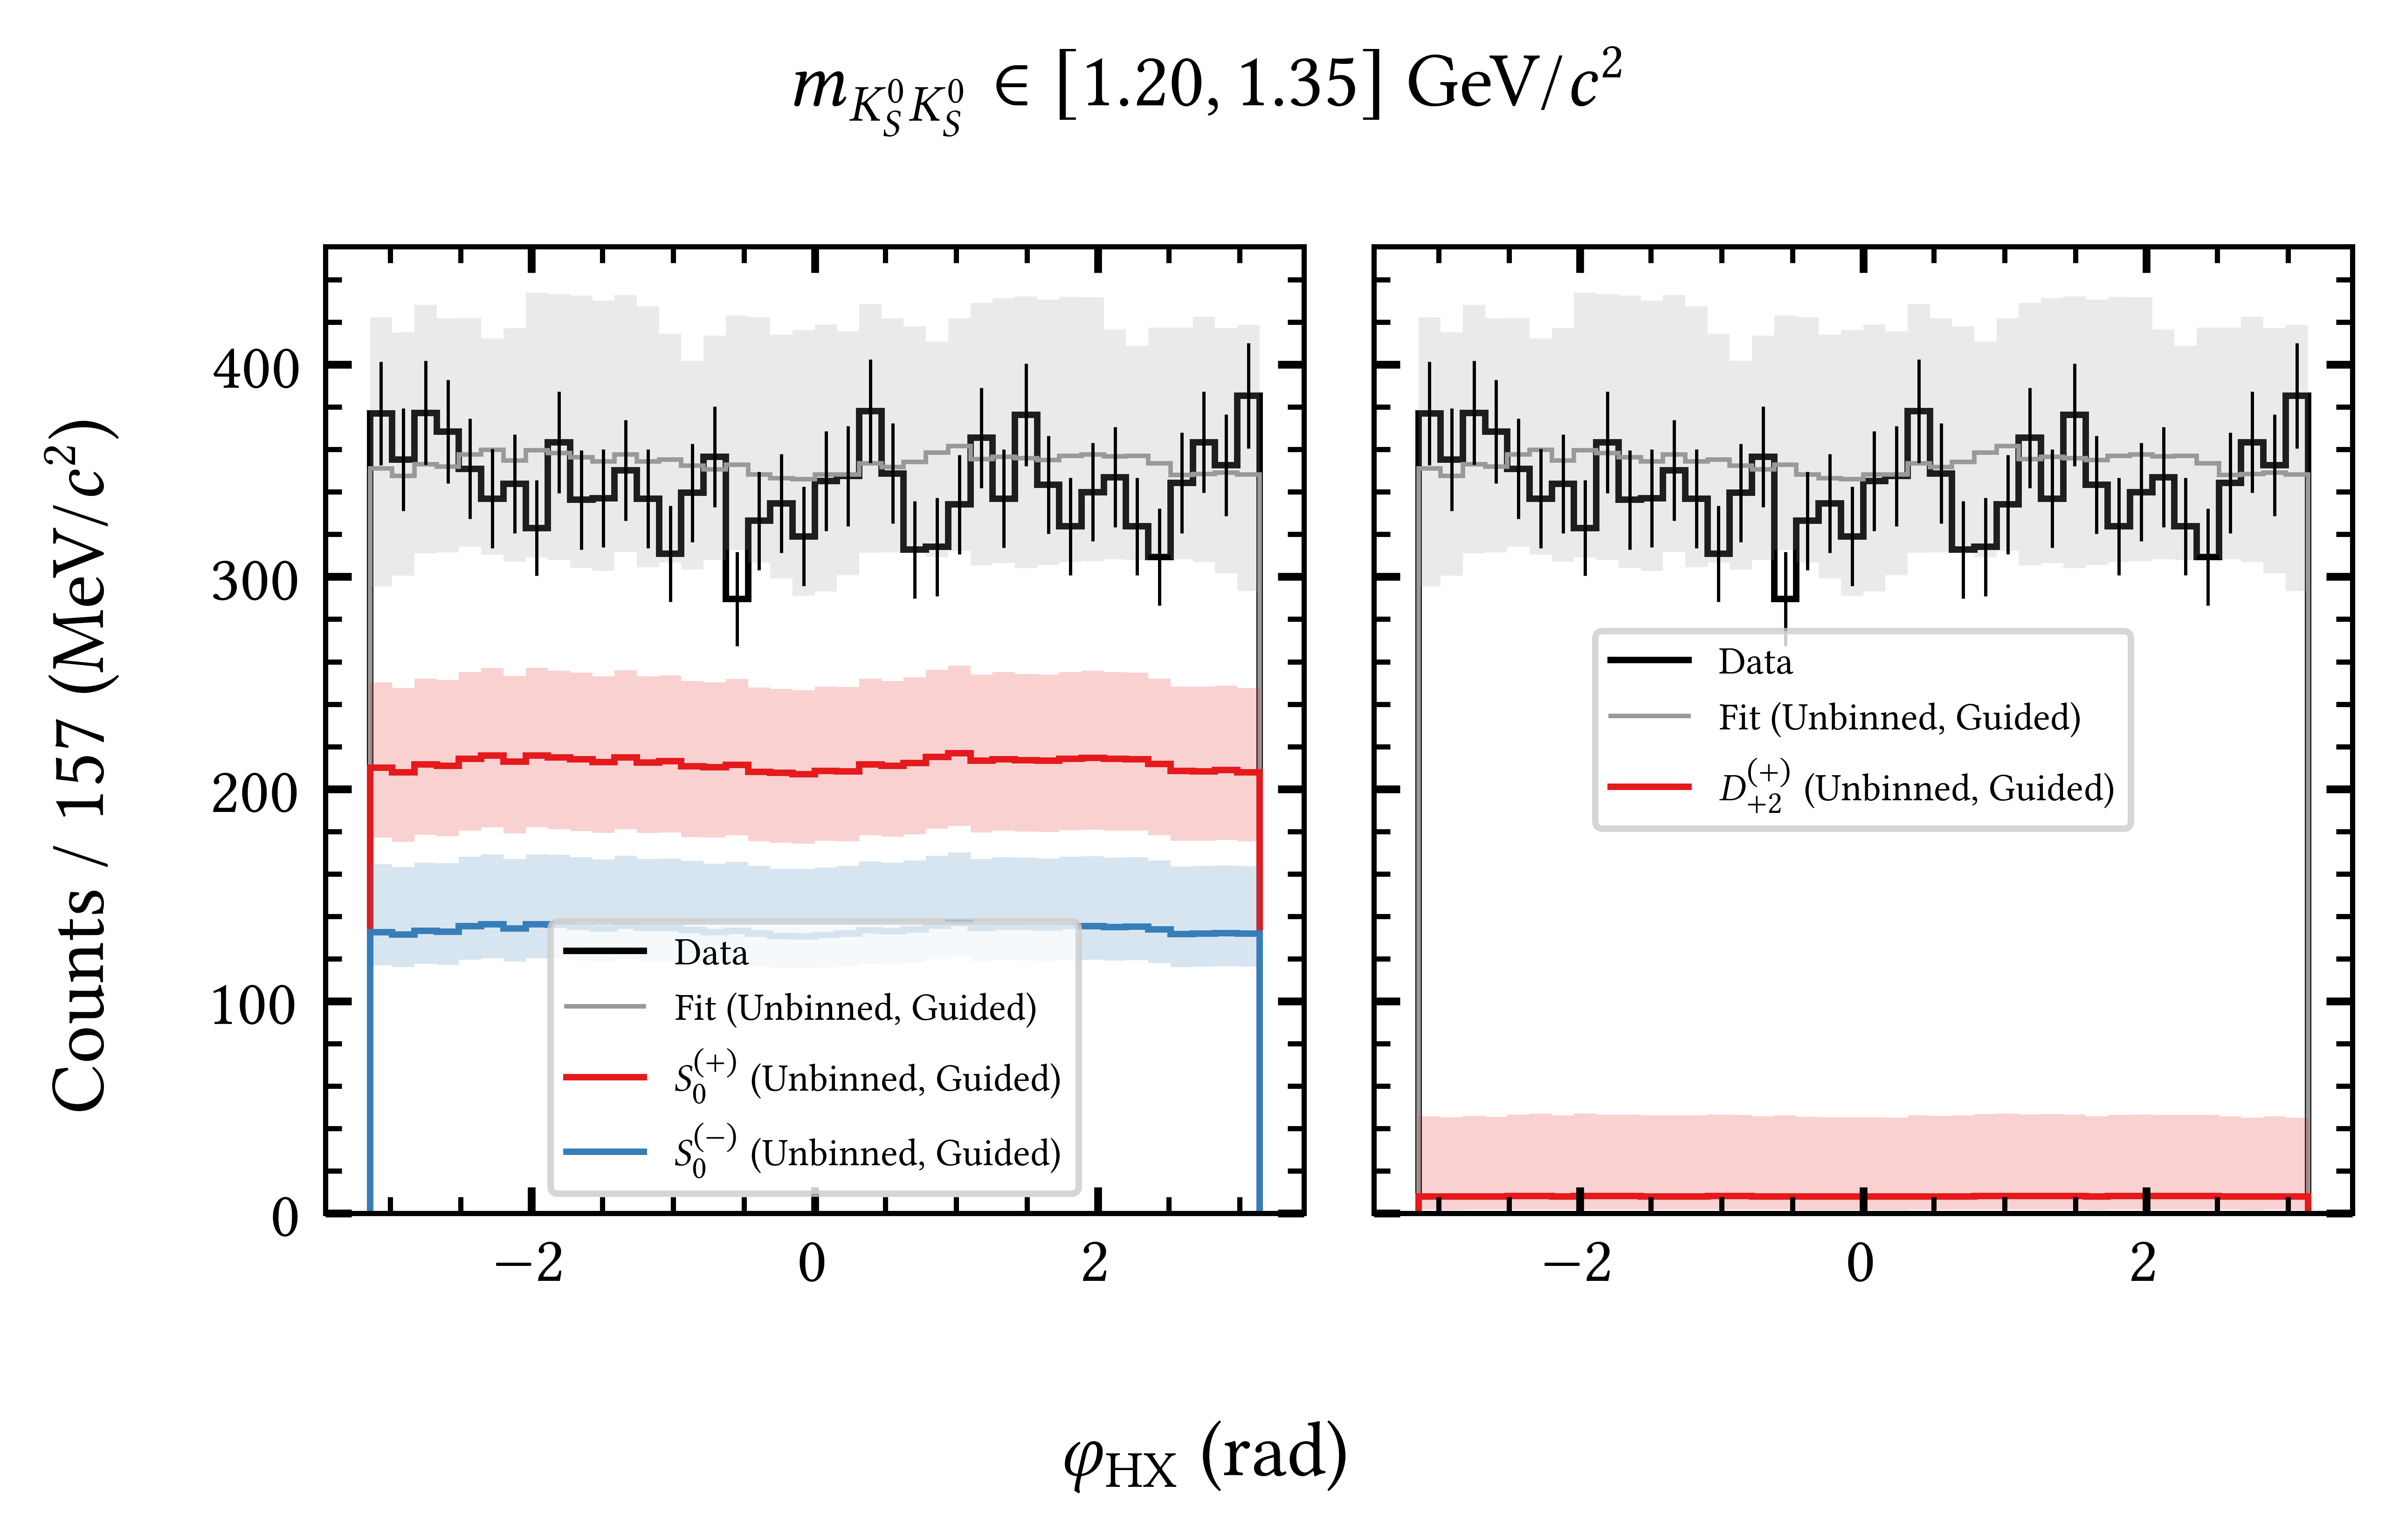 m_{K_S^0 K_S^0} ∈ [1.20, 1.35] GeV/c²
Counts / 157 (MeV/c²)
400
300
200
100
0
Data
Fit (Unbinned, Guided)
S_0^{(+)} (Unbinned, Guided)
S_0^{(−)} (Unbinned, Guided)
−2
0
2
Data
Fit (Unbinned, Guided)
D_{+2}^{(+)} (Unbinned, Guided)
−2
0
2
φ_{HX} (rad)